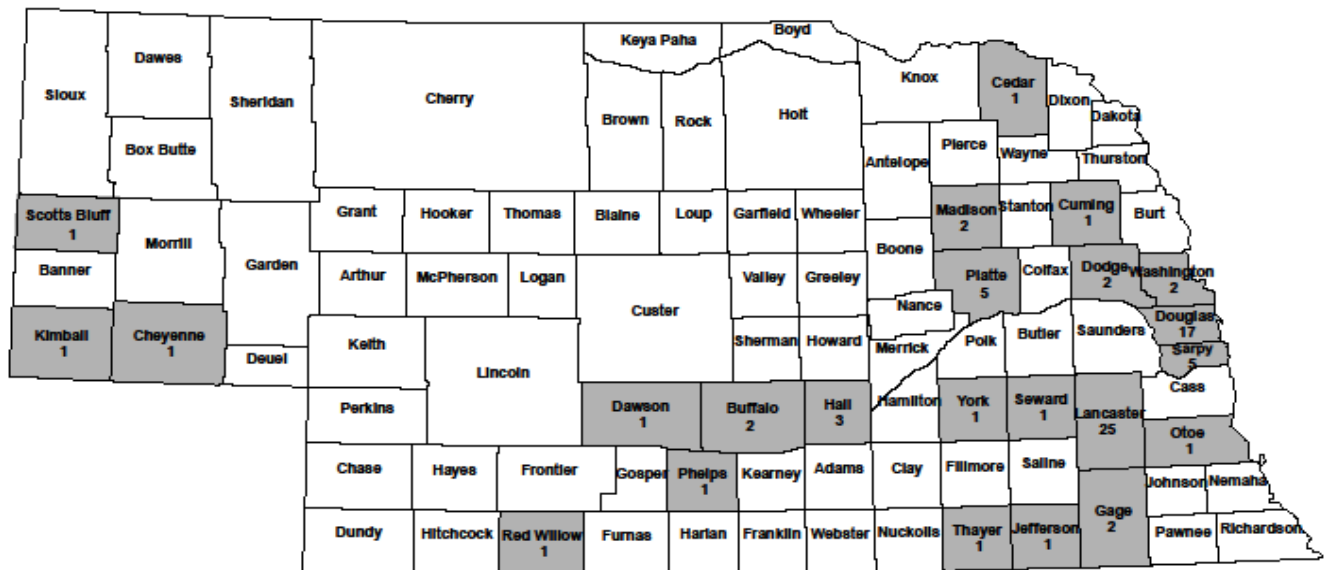 Boyd
Keya Paha
Dawes
Knox
Cedar
1
Sioux
Sheridan
Cherry
Dixon
Holt
Brown
Rock
Dakota
Box Butte
Pierce
Wayne
Antelope
Thurston
Scotts Bluff
1
Grant
Hooker
Thomas
Blaine
Loup
Garfield
Wheeler
Madison
2
Stanton
Cuming
1
Burt
Morrill
Boone
Garden
Banner
Arthur
McPherson
Logan
Valley
Greeley
Platte
5
Colfax
Dodge
2
Washington
2
Nance
Custer
Douglas
17
Kimball
1
Cheyenne
1
Keith
Sherman
Howard
Merrick
Polk
Butler
Saunders
Deuel
Sarpy
5
Lincoln
Cass
Perkins
Dawson
1
Buffalo
2
Hall
3
Hamilton
York
1
Seward
1
Lancaster
25
Otoe
1
Chase
Hayes
Frontier
Gosper
Phelps
1
Kearney
Adams
Clay
Fillmore
Saline
Johnson
Nemaha
Gage
2
Dundy
Hitchcock
Red Willow
1
Furnas
Harlan
Franklin
Webster
Nuckolls
Thayer
1
Jefferson
1
Pawnee
Richardson